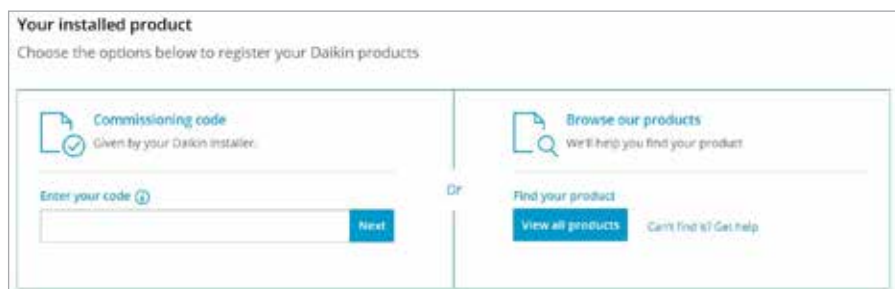 Your installed product
Choose the options below to register your Daikin products
Commissioning code
Given by your Daikin installer.
Enter your code
Next
Or
Browse our products
We'll help you find your product
Find your product
View all products
Can't find it? Get help